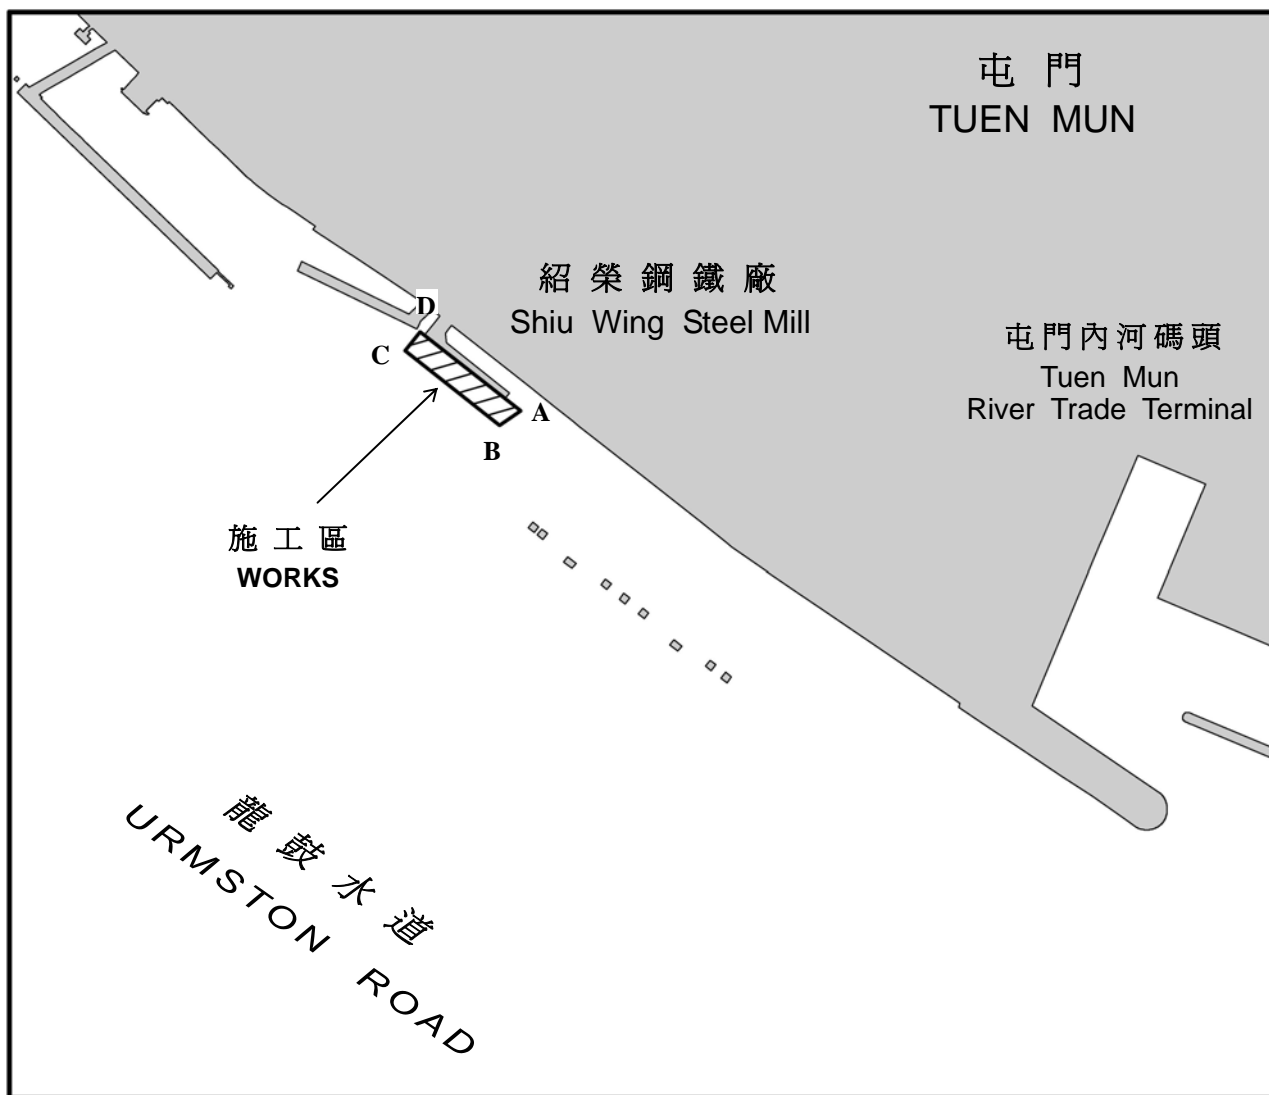 屯 門
TUEN MUN
紹 榮 鋼 鐵 廠
Shiu Wing Steel Mill
屯門內河碼頭
Tuen Mun
River Trade Terminal
D
C
A
B
施 工 區
WORKS
龍 鼓 水 道
URMSTON ROAD